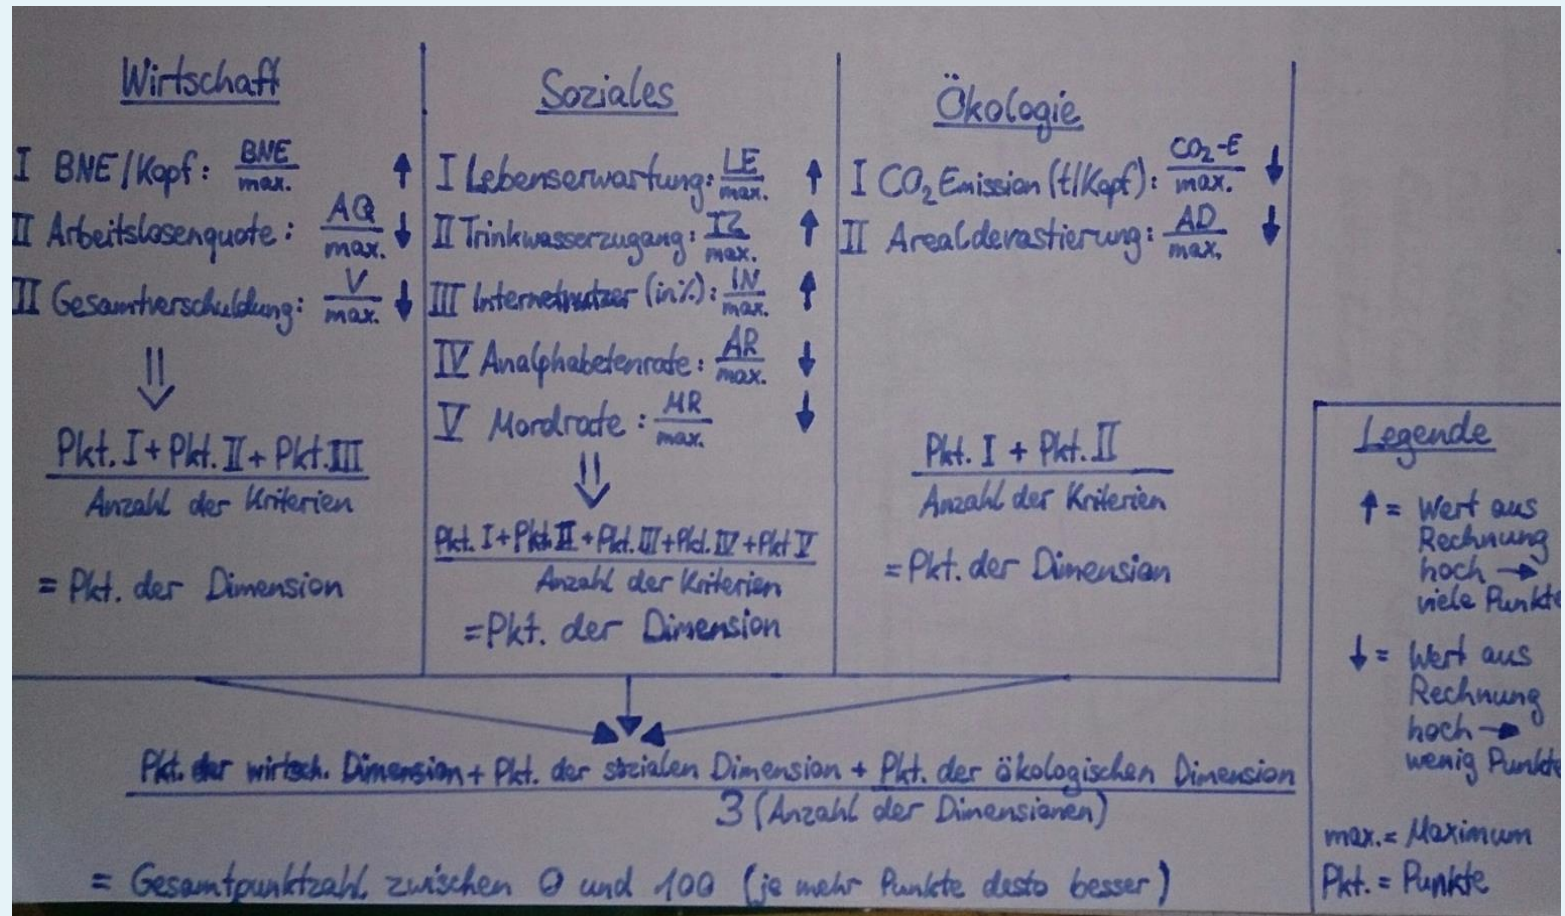 Wirtschaft
I BNE/Kopf: BNE
max.
II Arbeitslosenquote: AQ
max.
II Gesamtverschuldung: V
max.
Pkt. I + Pkt. II + Pkt. III
Anzahl der Kriterien
= Pkt. der Dimension
Soziales
I Lebenserwartung: LE
max.
II Trinkwasserzugang: TZ
max.
III Internetnutzer (in%): IN
max.
IV Analphabetenrate: AR
max.
V Mordrate: MR
max.
Pkt. I + Pkt. II + Pkt. III + Pkt. IV + Pkt V
Anzahl der Kriterien
= Pkt. der Dimension
Ökologie
I CO₂ Emission (t/Kopf): CO₂-E
max.
II Arealdevastierung: AD
max.
Pkt. I + Pkt. II
Anzahl der Kriterien
= Pkt. der Dimension
Legende
↑ = Wert aus
Rechnung
hoch →
viele Punkte
↓ = Wert aus
Rechnung
hoch →
wenig Punkte
max. = Maximum
Pkt. = Punkte
Pkt. der wirtsch. Dimension + Pkt. der sozialen Dimension + Pkt. der ökologischen Dimension
3 (Anzahl der Dimensionen)
= Gesamtpunktzahl zwischen 0 und 100 (je mehr Punkte desto besser)